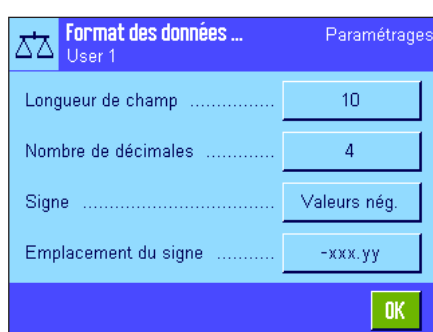 Format des données ... Paramétrages
User 1
Longueur de champ ............... 10
Nombre de décimales ............ 4
Signe ................................... Valeurs nég.
Emplacement du signe .......... -xxx.yy
OK